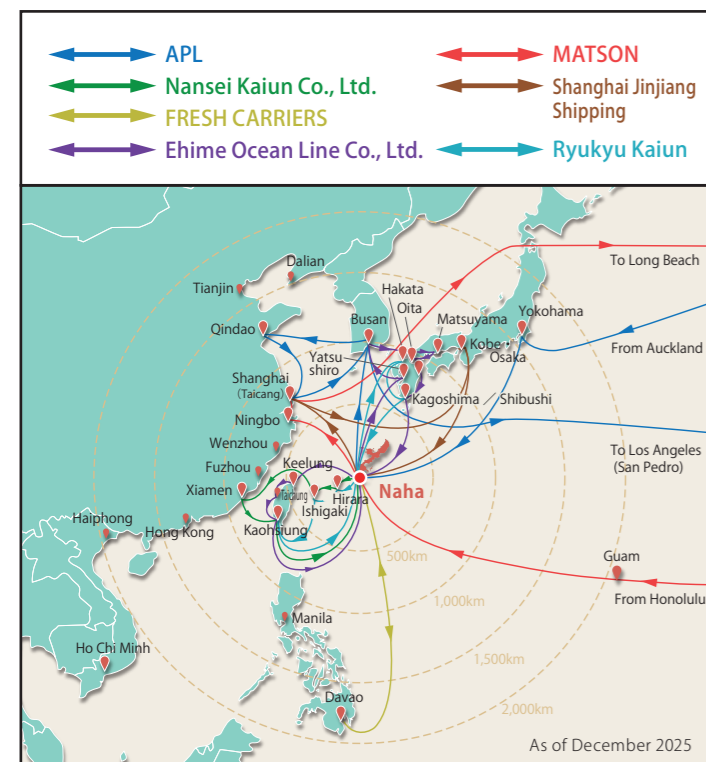 APL
MATSON
Nansei Kaiun Co., Ltd.
Shanghai Jinjiang
Shipping
FRESH CARRIERS
Ehime Ocean Line Co., Ltd.
Ryukyu Kaiun
Dalian
Tianjin
To Long Beach
Hakata
Oita
Qindao
Busan
Matsuyama
Yokohama
Kobe
Osaka
From Auckland
Yatsu
shiro
Shanghai
(Taicang)
Kagoshima
Shibushi
Ningbo
Wenzhou
To Los Angeles
(San Pedro)
Fuzhou
Keelung
Naha
Xiamen
Taichung
Hirara
Ishigaki
Haiphong
Hong Kong
Kaohsiung
500km
Guam
From Honolulu
1,000km
Manila
Ho Chi Minh
1,500km
Davao
2,000km
As of December 2025